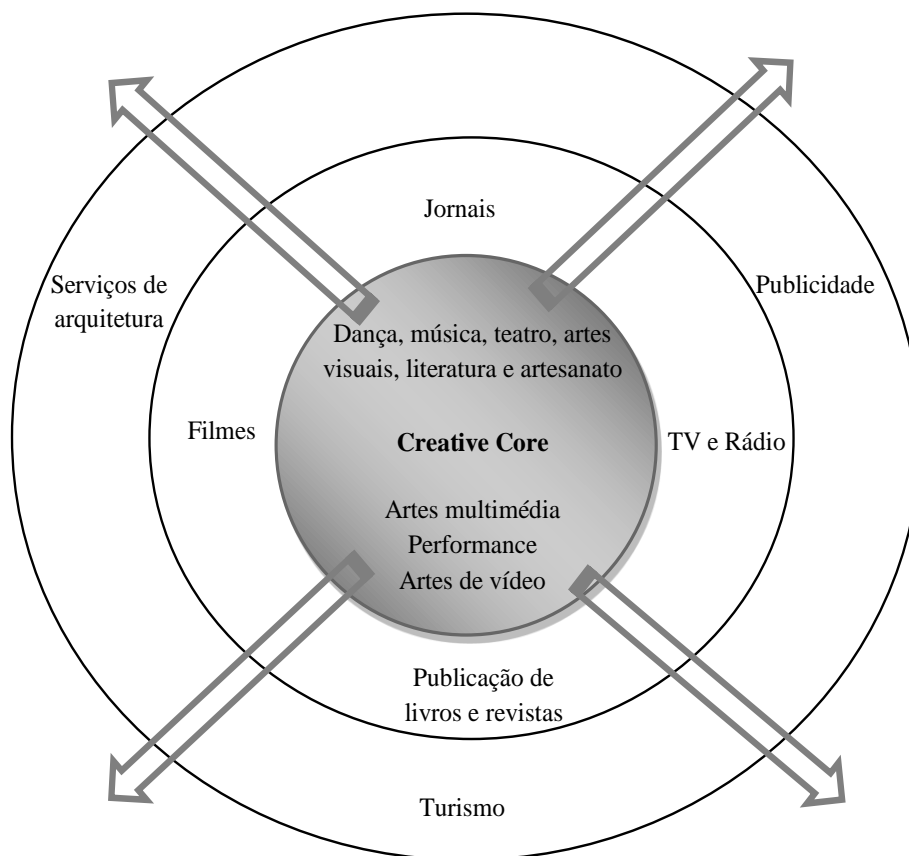 Jornais
Serviços de
arquitetura
Publicidade
Dança, música, teatro, artes
visuais, literatura e artesanato
Filmes
Creative Core
TV e Rádio
Artes multimédia
Performance
Artes de vídeo
Publicação de
livros e revistas
Turismo